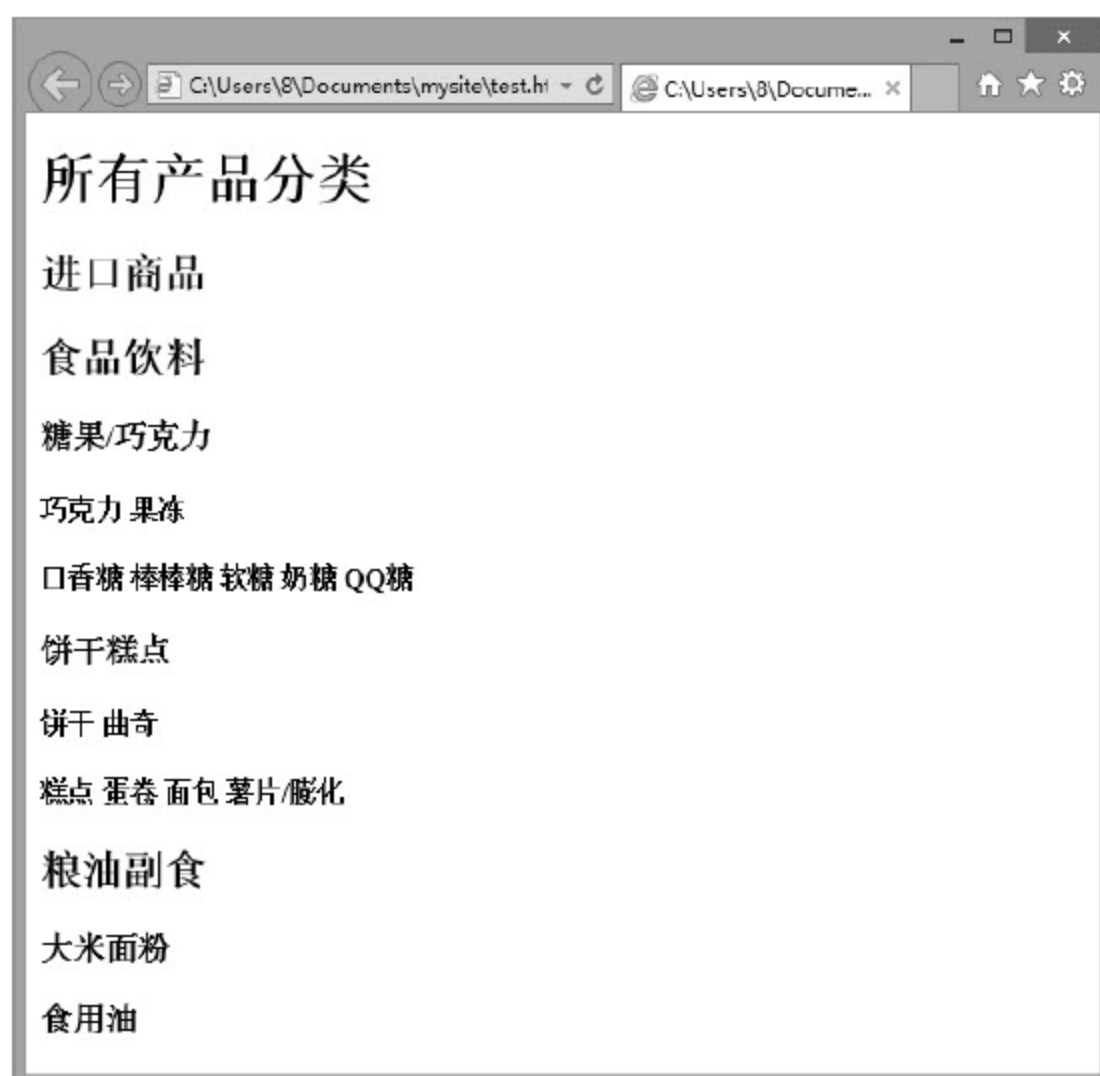 C:\Users\8\Documents\mysite\test.ht
C:\Users\8\Docume...
所有产品分类
进口商品
食品饮料
糖果/巧克力
巧克力 果冻
口香糖 棒棒糖 软糖 奶糖 QQ糖
饼干糕点
饼干 曲奇
糕点 蛋卷 面包 薯片/膨化
粮油副食
大米面粉
食用油